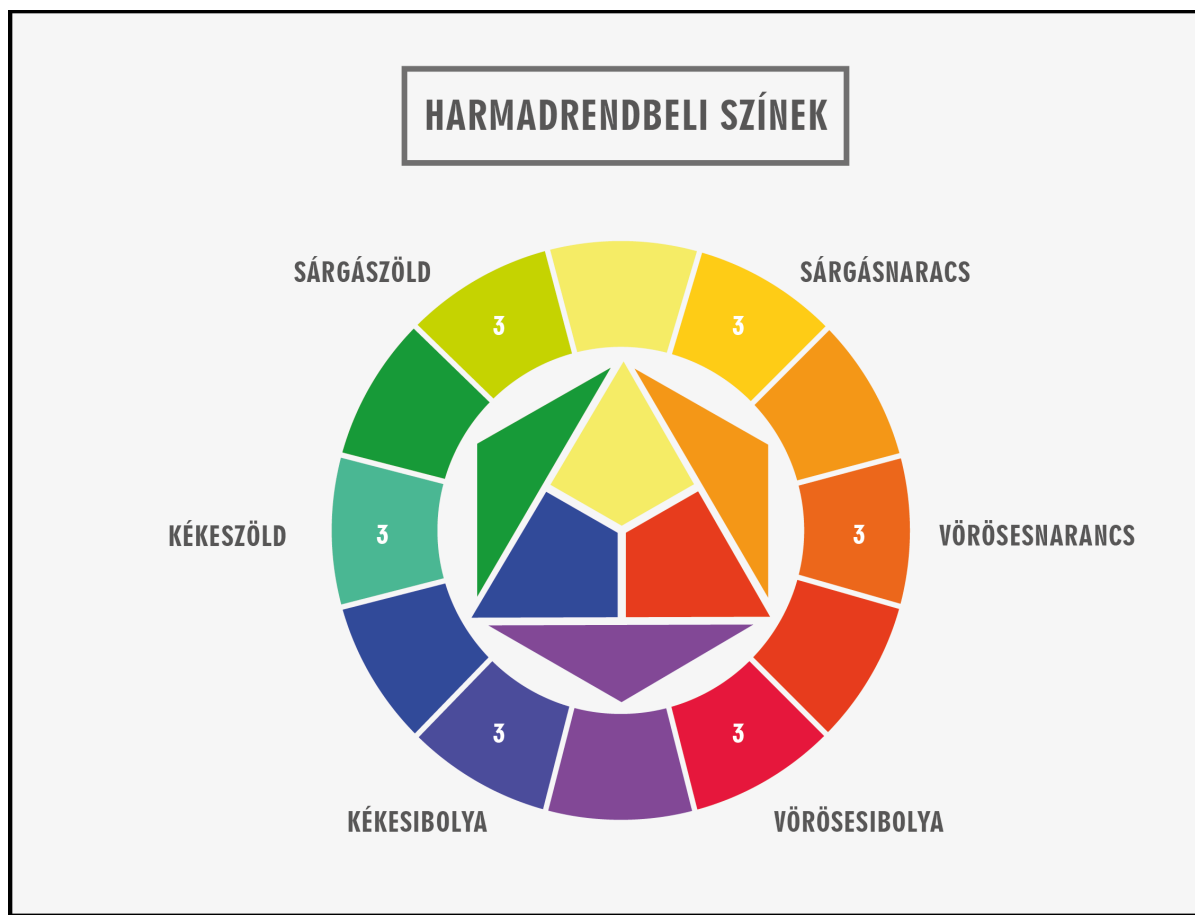 HARMADRENDBELI SZÍNEK
SÁRGÁSZÖLD
SÁRGÁSNARACS
3
3
KÉKESZÖLD
3
3
VÖRÖSESNARANCS
3
3
KÉKESIBOLYA
VÖRÖSESIBOLYA